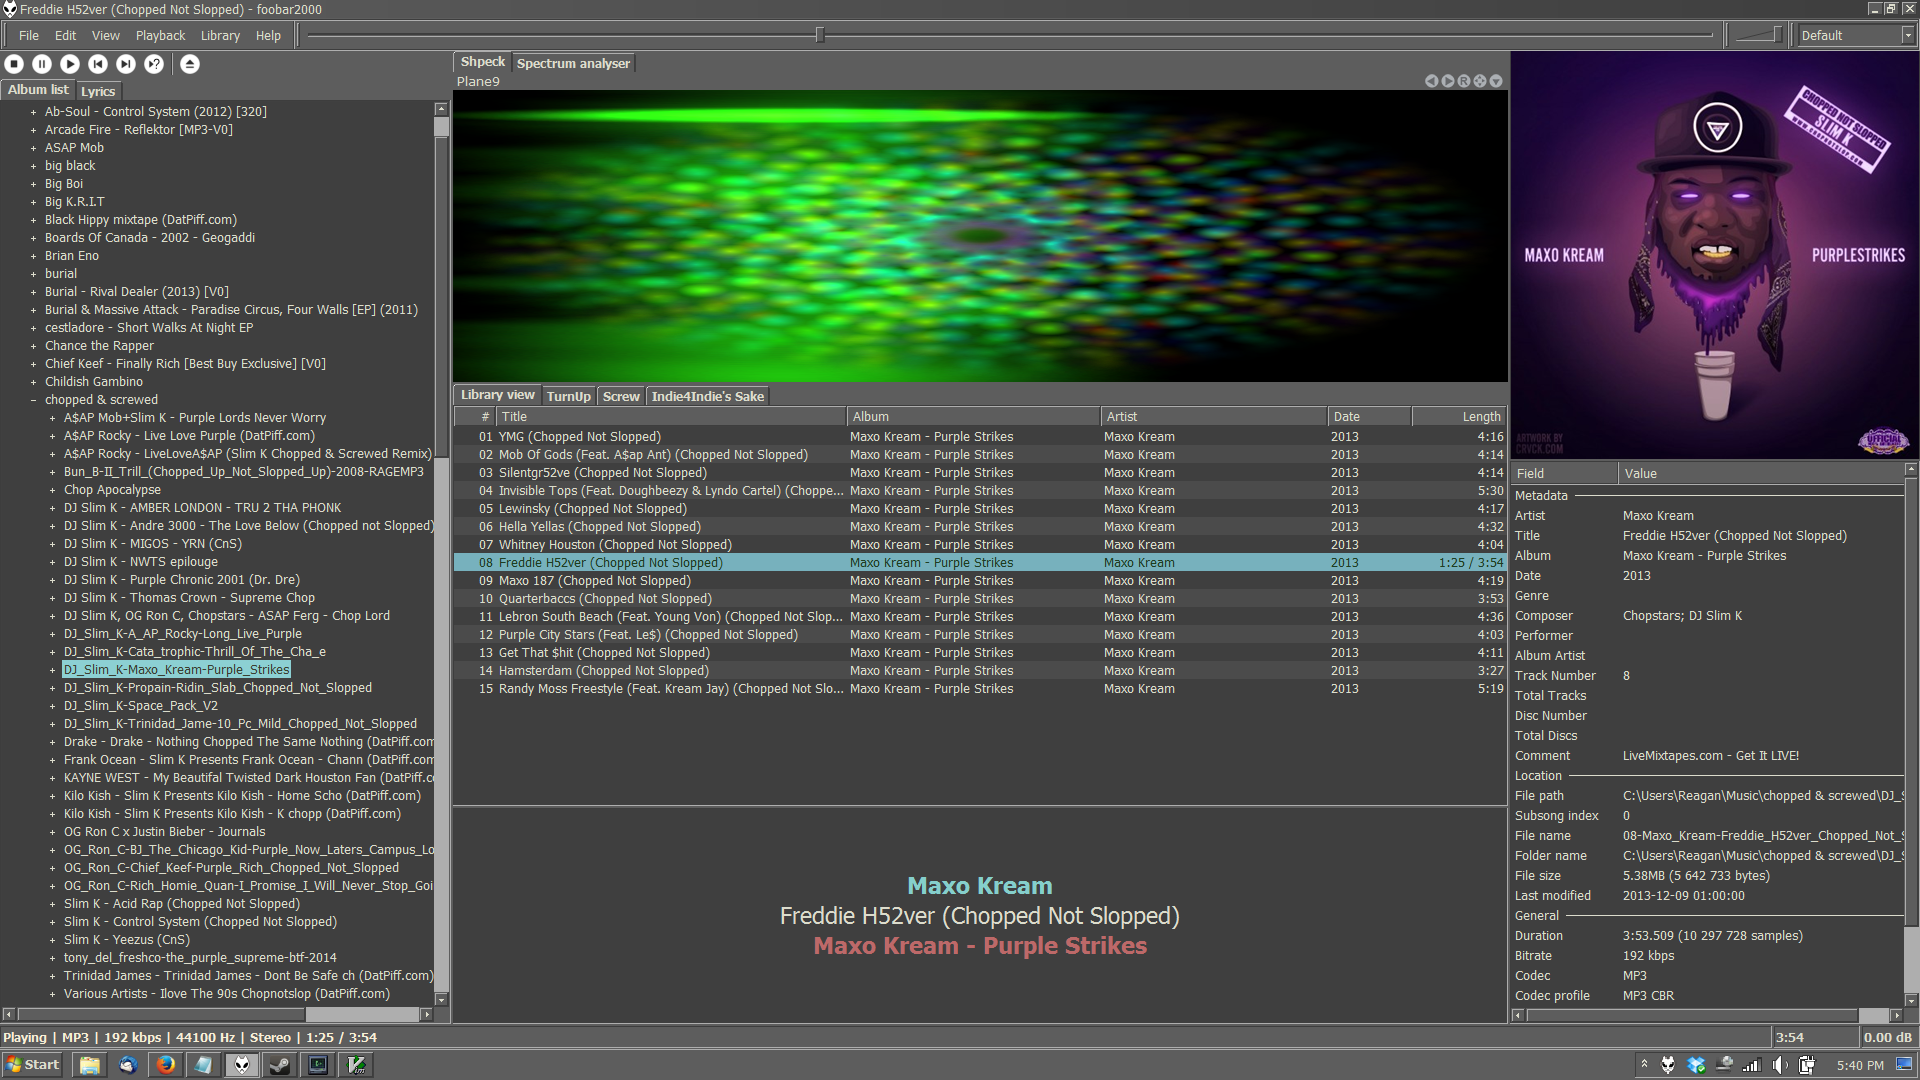 Freddie H52ver (Chopped Not Slopped) - foobar2000
File Edit View Playback Library Help
Default
Album list Lyrics
+ Ab-Soul - Control System (2012) [320]
+ Arcade Fire - Reflektor [MP3-V0]
+ ASAP Mob
+ big black
+ Big Boi
+ Big K.R.I.T
+ Black Hippy mixtape (DatPiff.com)
+ Boards Of Canada - 2002 - Geogaddi
+ Brian Eno
+ burial
+ Burial - Rival Dealer (2013) [V0]
+ Burial & Massive Attack - Paradise Circus, Four Walls [EP] (2011)
+ cestladore - Short Walks At Night EP
+ Chance the Rapper
+ Chief Keef - Finally Rich [Best Buy Exclusive] [V0]
+ Childish Gambino
− chopped & screwed
+ A$AP Mob+Slim K - Purple Lords Never Worry
+ A$AP Rocky - Live Love Purple (DatPiff.com)
+ A$AP Rocky - LiveLoveA$AP (Slim K Chopped & Screwed Remix)
+ Bun_B-II_Trill_(Chopped_Up_Not_Slopped_Up)-2008-RAGEMP3
+ Chop Apocalypse
+ DJ Slim K - AMBER LONDON - TRU 2 THA PHONK
+ DJ Slim K - Andre 3000 - The Love Below (Chopped not Slopped)
+ DJ Slim K - MIGOS - YRN (CnS)
+ DJ Slim K - NWTS epilouge
+ DJ Slim K - Purple Chronic 2001 (Dr. Dre)
+ DJ Slim K - Thomas Crown - Supreme Chop
+ DJ Slim K, OG Ron C, Chopstars - ASAP Ferg - Chop Lord
+ DJ_Slim_K-A_AP_Rocky-Long_Live_Purple
+ DJ_Slim_K-Cata_trophic-Thrill_Of_The_Cha_e
+ DJ_Slim_K-Maxo_Kream-Purple_Strikes
+ DJ_Slim_K-Propain-Ridin_Slab_Chopped_Not_Slopped
+ DJ_Slim_K-Space_Pack_V2
+ DJ_Slim_K-Trinidad_Jame-10_Pc_Mild_Chopped_Not_Slopped
+ Drake - Drake - Nothing Chopped The Same Nothing (DatPiff.com
+ Frank Ocean - Slim K Presents Frank Ocean - Chann (DatPiff.com
+ KAYNE WEST - My Beautifal Twisted Dark Houston Fan (DatPiff.co
+ Kilo Kish - Slim K Presents Kilo Kish - Home Scho (DatPiff.com)
+ Kilo Kish - Slim K Presents Kilo Kish - K chopp (DatPiff.com)
+ OG Ron C x Justin Bieber - Journals
+ OG_Ron_C-BJ_The_Chicago_Kid-Purple_Now_Laters_Campus_Lo
+ OG_Ron_C-Chief_Keef-Purple_Rich_Chopped_Not_Slopped
+ OG_Ron_C-Rich_Homie_Quan-I_Promise_I_Will_Never_Stop_Goi
+ Slim K - Acid Rap (Chopped Not Slopped)
+ Slim K - Control System (Chopped Not Slopped)
+ Slim K - Yeezus (CnS)
+ tony_del_freshco-the_purple_supreme-btf-2014
+ Trinidad James - Trinidad James - Dont Be Safe ch (DatPiff.com)
+ Various Artists - Ilove The 90s Chopnotslop (DatPiff.com)
Shpeck Spectrum analyser
Plane9
Library view TurnUp Screw Indie4Indie's Sake
# Title Album Artist Date Length
01 YMG (Chopped Not Slopped) Maxo Kream - Purple Strikes Maxo Kream 2013 4:16
02 Mob Of Gods (Feat. A$ap Ant) (Chopped Not Slopped) Maxo Kream - Purple Strikes Maxo Kream 2013 4:14
03 Silentgr52ve (Chopped Not Slopped) Maxo Kream - Purple Strikes Maxo Kream 2013 4:14
04 Invisible Tops (Feat. Doughbeezy & Lyndo Cartel) (Choppe... Maxo Kream - Purple Strikes Maxo Kream 2013 5:30
05 Lewinsky (Chopped Not Slopped) Maxo Kream - Purple Strikes Maxo Kream 2013 4:17
06 Hella Yellas (Chopped Not Slopped) Maxo Kream - Purple Strikes Maxo Kream 2013 4:32
07 Whitney Houston (Chopped Not Slopped) Maxo Kream - Purple Strikes Maxo Kream 2013 4:04
08 Freddie H52ver (Chopped Not Slopped) Maxo Kream - Purple Strikes Maxo Kream 2013 1:25 / 3:54
09 Maxo 187 (Chopped Not Slopped) Maxo Kream - Purple Strikes Maxo Kream 2013 4:19
10 Quarterbaccs (Chopped Not Slopped) Maxo Kream - Purple Strikes Maxo Kream 2013 3:53
11 Lebron South Beach (Feat. Young Von) (Chopped Not Slop... Maxo Kream - Purple Strikes Maxo Kream 2013 4:36
12 Purple City Stars (Feat. Le$) (Chopped Not Slopped) Maxo Kream - Purple Strikes Maxo Kream 2013 4:03
13 Get That $hit (Chopped Not Slopped) Maxo Kream - Purple Strikes Maxo Kream 2013 4:11
14 Hamsterdam (Chopped Not Slopped) Maxo Kream - Purple Strikes Maxo Kream 2013 3:27
15 Randy Moss Freestyle (Feat. Kream Jay) (Chopped Not Slo... Maxo Kream - Purple Strikes Maxo Kream 2013 5:19
Maxo Kream
Freddie H52ver (Chopped Not Slopped)
Maxo Kream - Purple Strikes
CHOPPED NOT SLOPPED
SLIM K
MAXO KREAM PURPLESTRIKES
ARTWORK BY
CRVCK.COM
OFFICIAL
Field Value
Metadata
Artist Maxo Kream
Title Freddie H52ver (Chopped Not Slopped)
Album Maxo Kream - Purple Strikes
Date 2013
Genre
Composer Chopstars; DJ Slim K
Performer
Album Artist
Track Number 8
Total Tracks
Disc Number
Total Discs
Comment LiveMixtapes.com - Get It LIVE!
Location
File path C:\Users\Reagan\Music\chopped & screwed\DJ_S
Subsong index 0
File name 08-Maxo_Kream-Freddie_H52ver_Chopped_Not_S
Folder name C:\Users\Reagan\Music\chopped & screwed\DJ_S
File size 5.38MB (5 642 733 bytes)
Last modified 2013-12-09 01:00:00
General
Duration 3:53.509 (10 297 728 samples)
Bitrate 192 kbps
Codec MP3
Codec profile MP3 CBR
Playing | MP3 | 192 kbps | 44100 Hz | Stereo | 1:25 / 3:54
3:54 0.00 dB
Start 5:40 PM